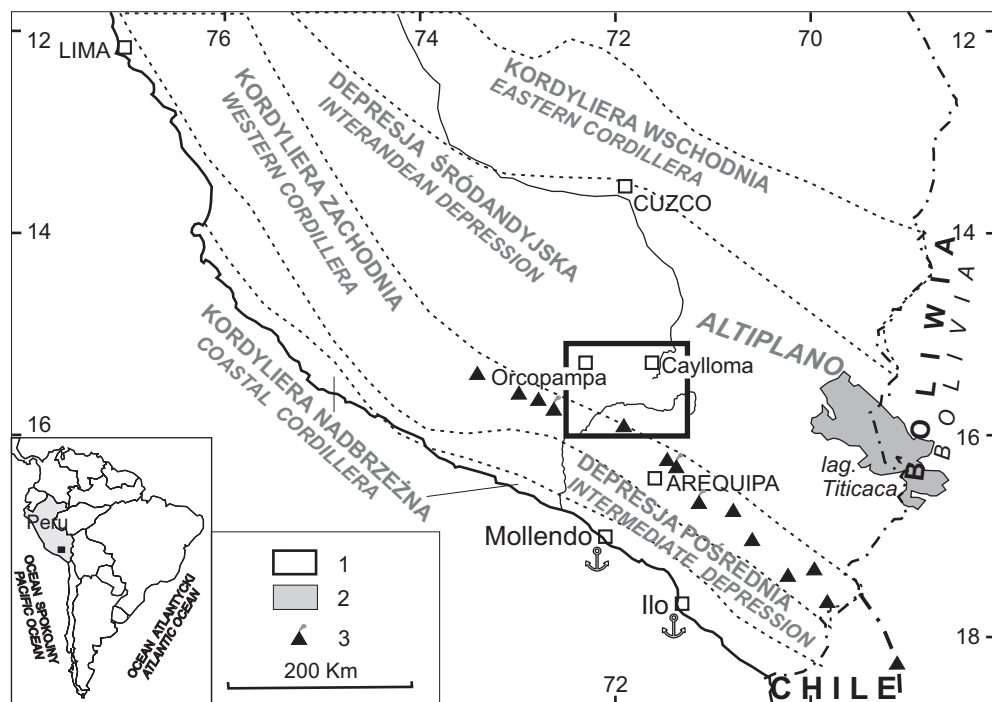 12
76
74
72
70
12
LIMA
KORDYLIERA ZACHODNIA
WESTERN CORDILLERA
DEPRESJA ŚRÓDANDYJSKA
INTERANDEAN DEPRESSION
KORDYLIERA WSCHODNIA
EASTERN CORDILLERA
CUZCO
14
14
KORDYLIERA NADBRZEŻNA
COASTAL CORDILLERA
ALTIPLANO
BOLIWIA
BOLIVIA
Orcopampa
Caylloma
16
16
lag.
Titicaca
AREQUIPA
DEPRESJA POŚREDNIA
INTERMEDIATE DEPRESSION
Mollendo
Ilo
18
72
CHILE
Peru
OCEAN SPOKOJNY
PACIFIC OCEAN
OCEAN ATLANTYCKI
ATLANTIC OCEAN
1
2
3
200 Km